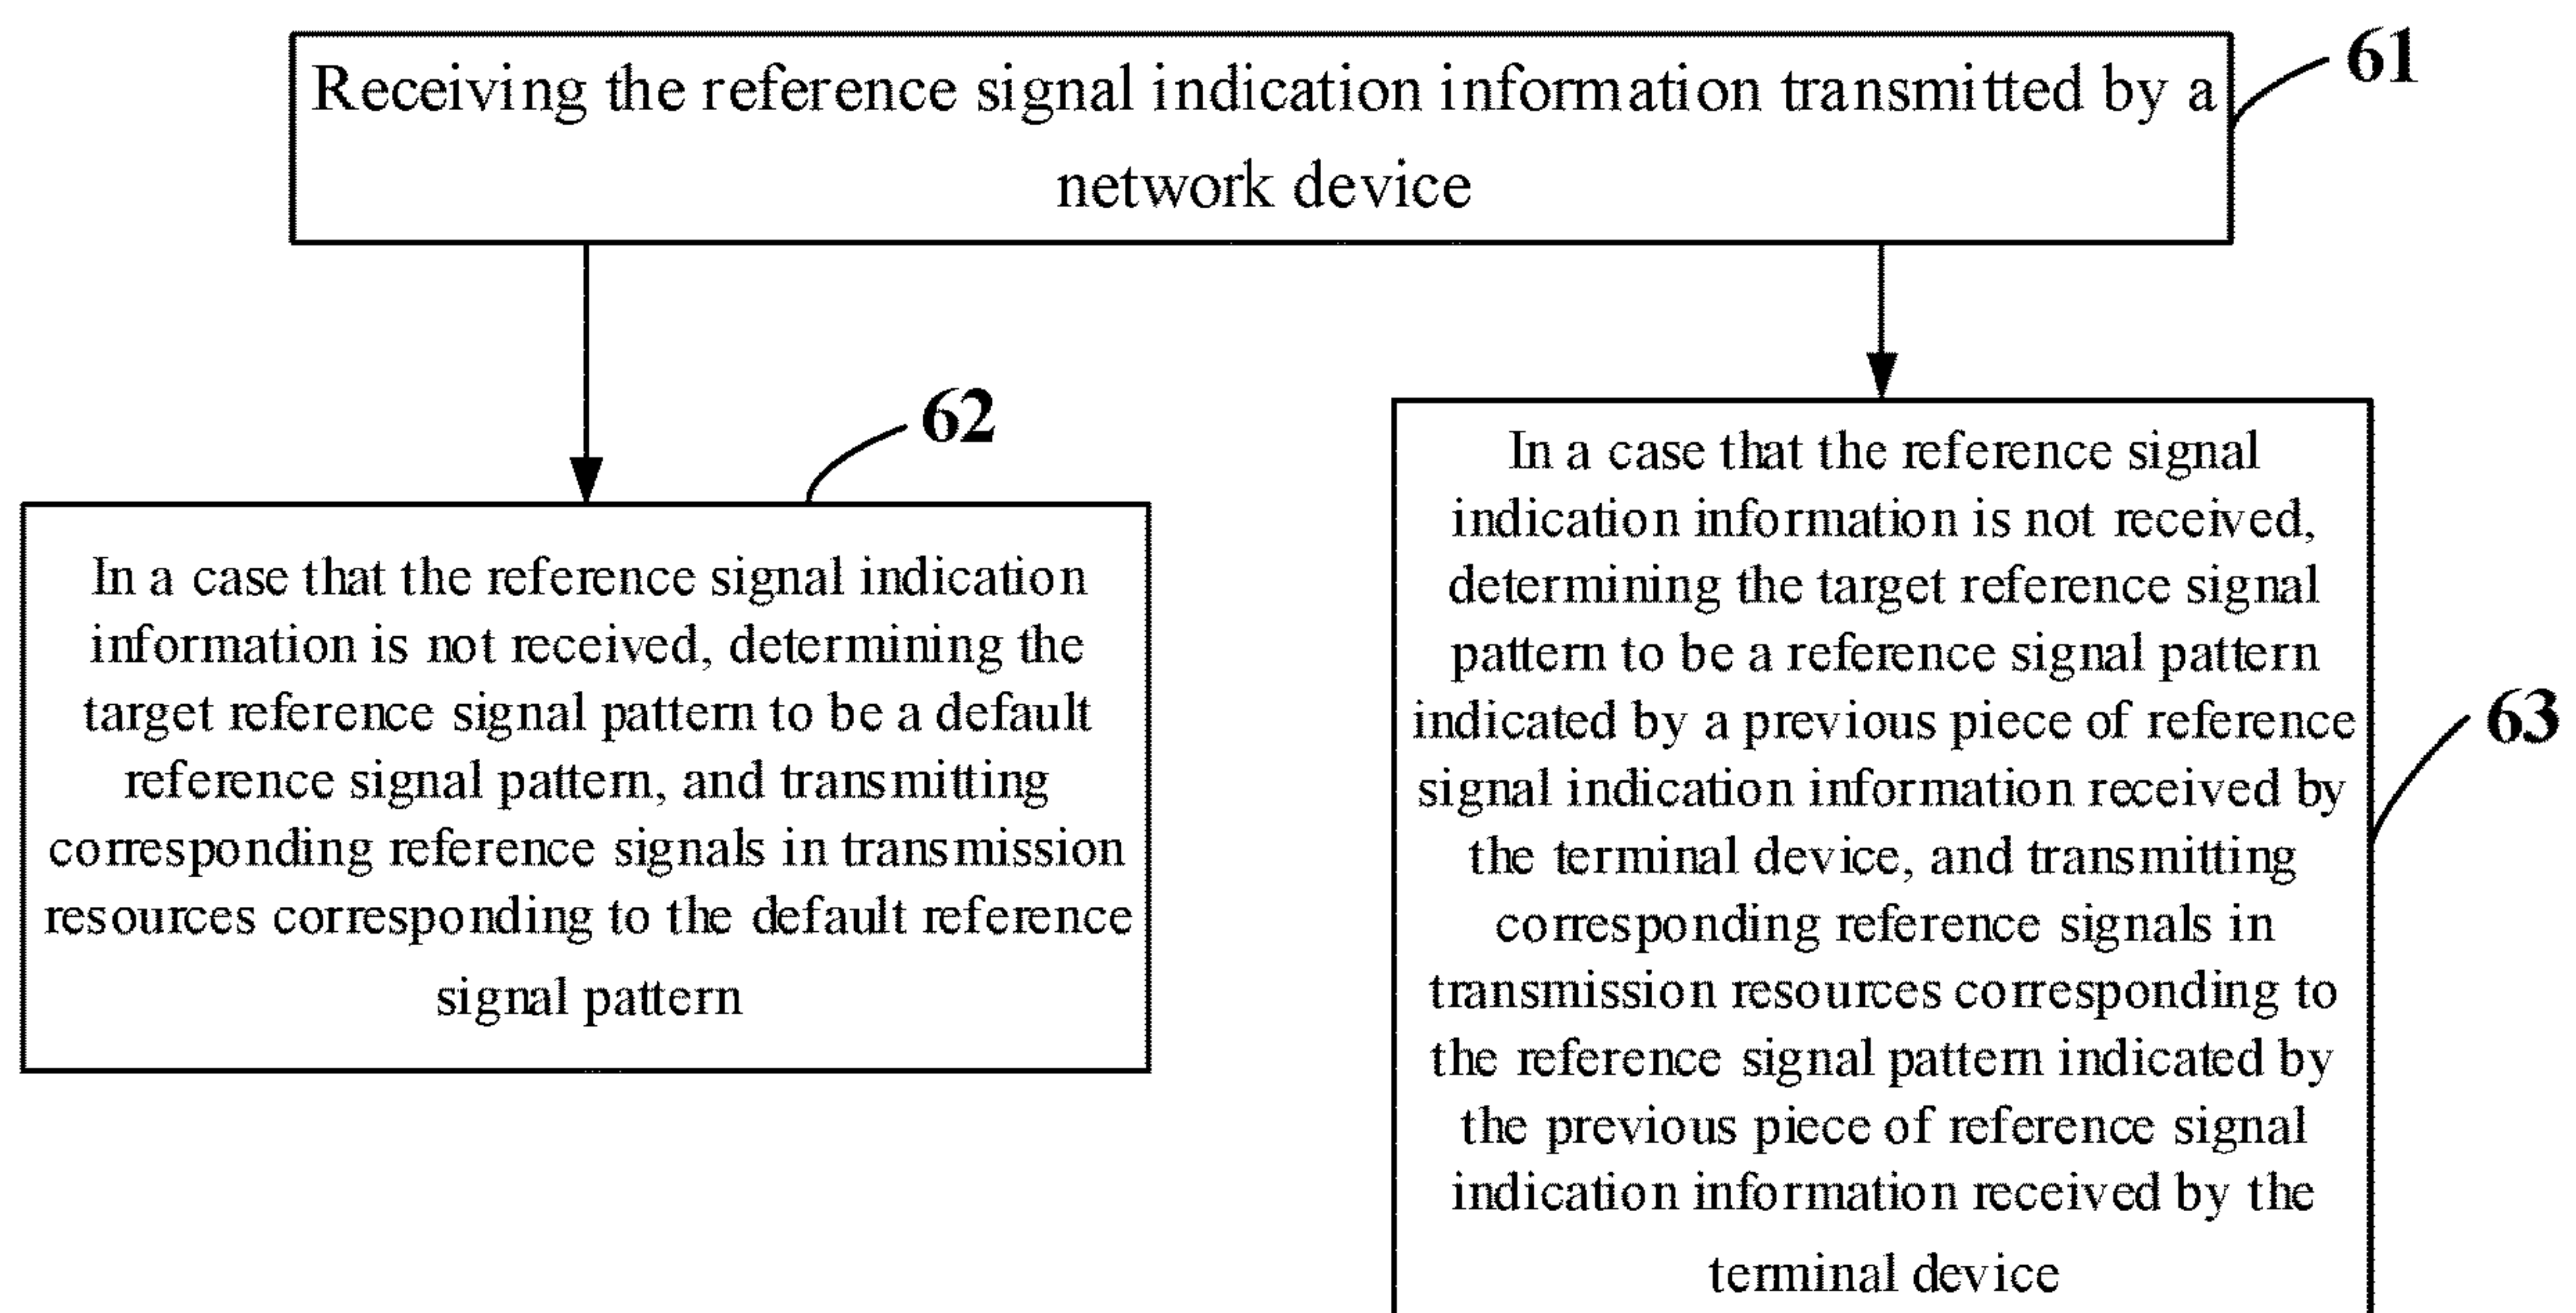 Receiving the reference signal indication information transmitted by a
network device
61
62
In a case that the reference signal indication
information is not received, determining the
target reference signal pattern to be a default
reference signal pattern, and transmitting
corresponding reference signals in transmission
resources corresponding to the default reference
signal pattern
In a case that the reference signal
indication information is not received,
determining the target reference signal
pattern to be a reference signal pattern
indicated by a previous piece of reference
signal indication information received by
the terminal device, and transmitting
corresponding reference signals in
transmission resources corresponding to
the reference signal pattern indicated by
the previous piece of reference signal
indication information received by the
terminal device
63